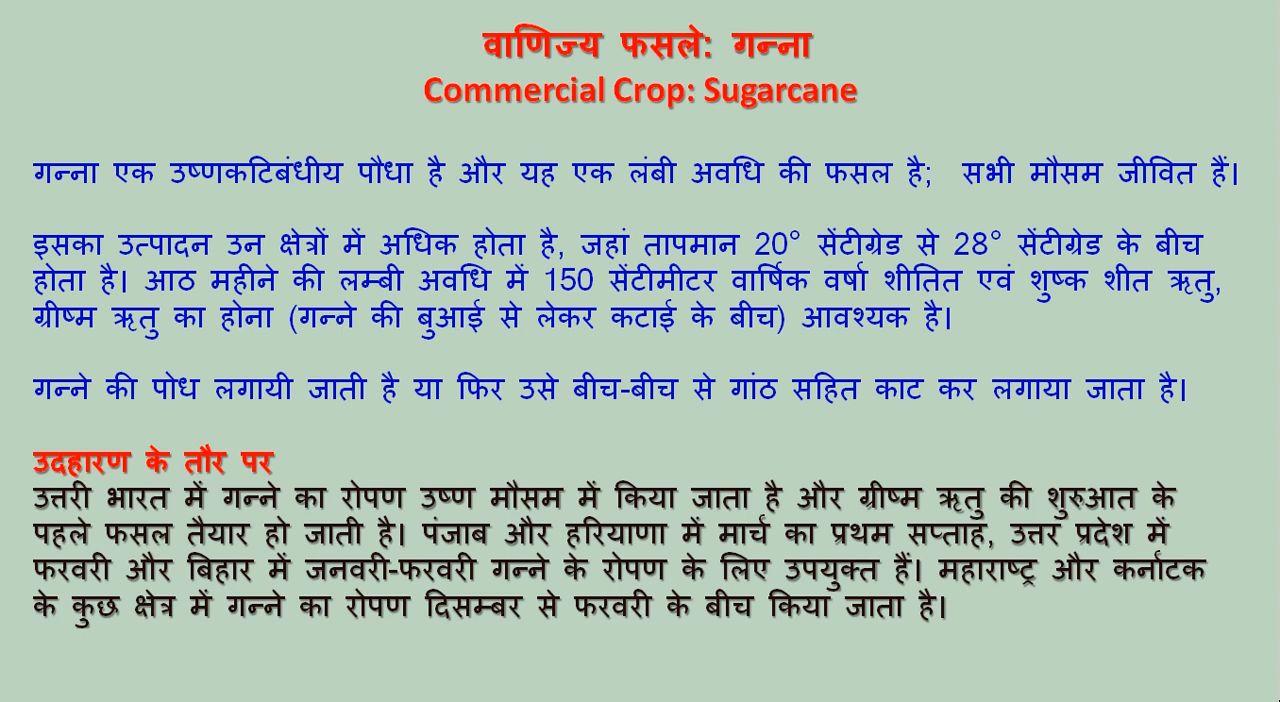 वाणिज्य फसले: गन्ना
Commercial Crop: Sugarcane
गन्ना एक उष्णकटिबंधीय पौधा है और यह एक लंबी अवधि की फसल है; सभी मौसम जीवित हैं।
इसका उत्पादन उन क्षेत्रों में अधिक होता है, जहां तापमान 20° सेंटीग्रेड से 28° सेंटीग्रेड के बीच
होता है। आठ महीने की लम्बी अवधि में 150 सेंटीमीटर वार्षिक वर्षा शीतित एवं शुष्क शीत ऋतु,
ग्रीष्म ऋतु का होना (गन्ने की बुआई से लेकर कटाई के बीच) आवश्यक है।
गन्ने की पोध लगायी जाती है या फिर उसे बीच-बीच से गांठ सहित काट कर लगाया जाता है।
उदहारण के तौर पर
उत्तरी भारत में गन्ने का रोपण उष्ण मौसम में किया जाता है और ग्रीष्म ऋतु की शुरुआत के
पहले फसल तैयार हो जाती है। पंजाब और हरियाणा में मार्च का प्रथम सप्ताह, उत्तर प्रदेश में
फरवरी और बिहार में जनवरी-फरवरी गन्ने के रोपण के लिए उपयुक्त हैं। महाराष्ट्र और कर्नाटक
के कुछ क्षेत्र में गन्ने का रोपण दिसम्बर से फरवरी के बीच किया जाता है।